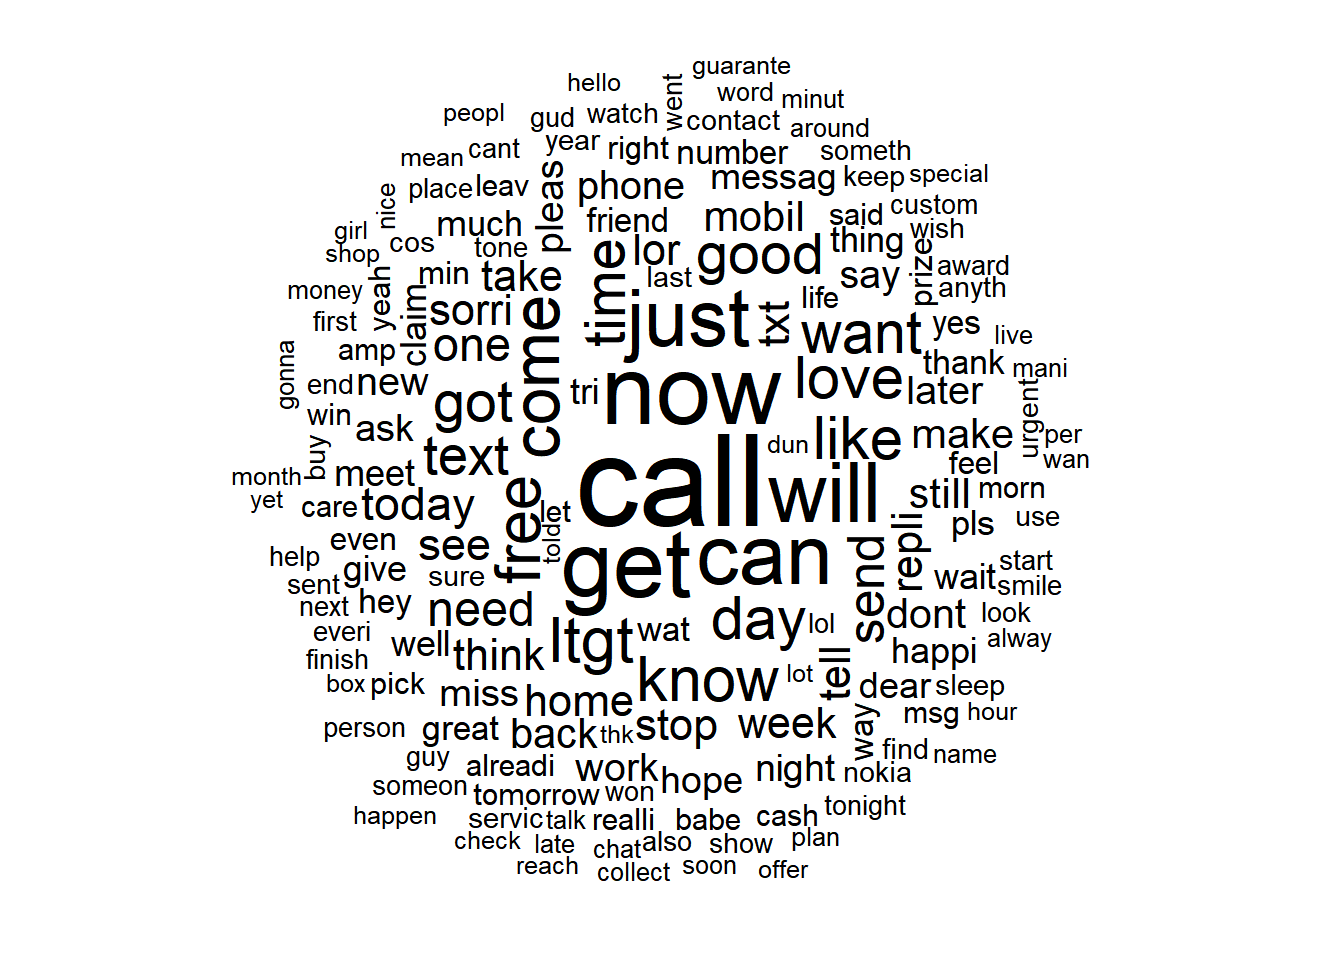 guarante
hello
went
word
minut
peopl
gud
watch
contact
around
year
right
number
someth
mean
cant
pleas
phone
messag
keep
special
place
leav
nice
friend
mobil
said
custom
girl
much
thing
wish
shop
cos
tone
lor
good
prize
award
yeah
min
take
time
last
say
anyth
money
claim
sorri
come
just
life
txt
want
yes
live
first
amp
one
love
thank
mani
gonna
end
new
got
tri
now
later
urgent
win
ask
like
make
per
buy
text
dun
feel
wan
month
meet
call
will
still
morn
yet
care
today
free
let
repli
pls
use
help
even
see
told
get
can
send
wait
start
sent
give
sure
smile
next
hey
need
day
lol
dont
look
everi
well
think
ltgt
wat
tell
happi
alway
finish
box
pick
miss
home
know
lot
dear
sleep
person
great
back
thk
stop
week
way
msg
hour
guy
alreadi
work
hope
night
find
name
nokia
someon
tomorrow
won
tonight
happen
servic
talk
realli
babe
cash
plan
check
late
chat
also
show
reach
collect
soon
offer